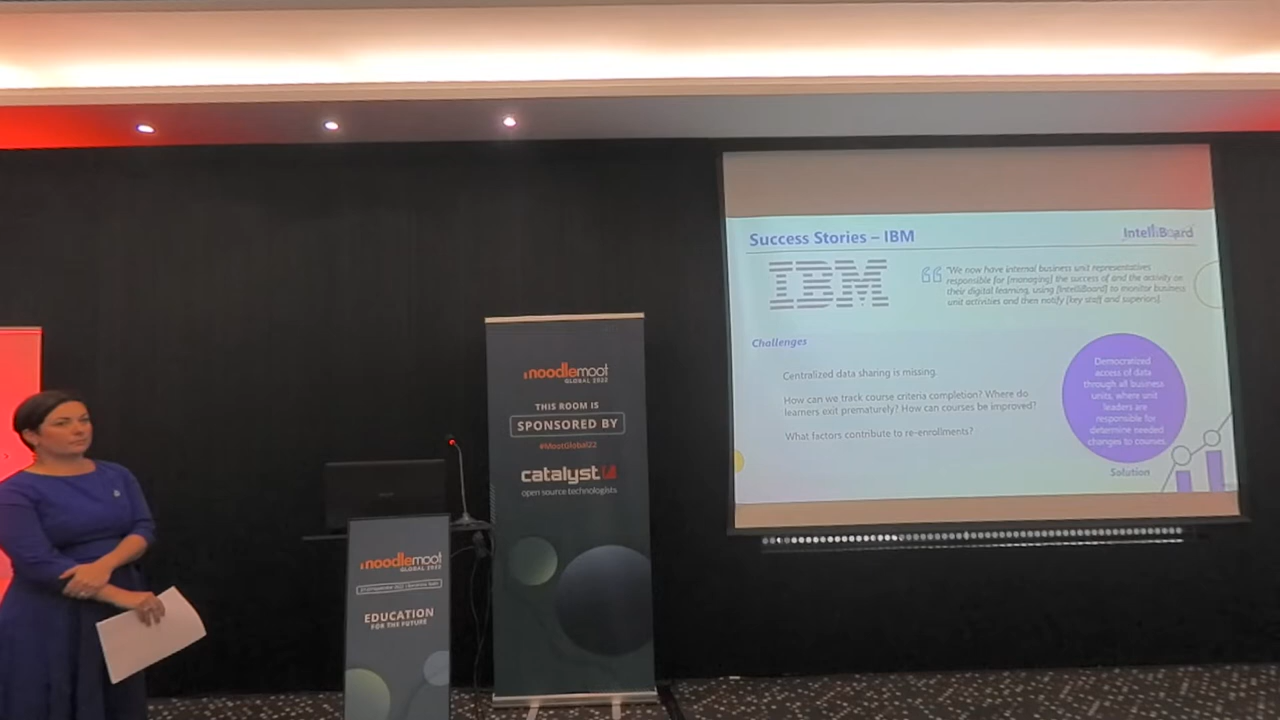 Success Stories – IBM
IntelliBoard
IBM
"We now have internal business unit representatives
responsible for [managing] the success of and the activity on
their digital learning, using [IntelliBoard] to monitor business
unit activities and then notify [key staff and superiors].
Challenges
Centralized data sharing is missing.
How can we track course criteria completion? Where do
learners exit prematurely? How can courses be improved?
What factors contribute to re-enrollments?
Democratized
access of data
through all business
units, where unit
leaders are
responsible for
determine needed
changes to courses.
Solution
moodlemoot
GLOBAL 2022
THIS ROOM IS
SPONSORED BY
#MootGlobal22
catalyst
open source technologists
moodlemoot
GLOBAL 2022
EDUCATION
FOR THE FUTURE